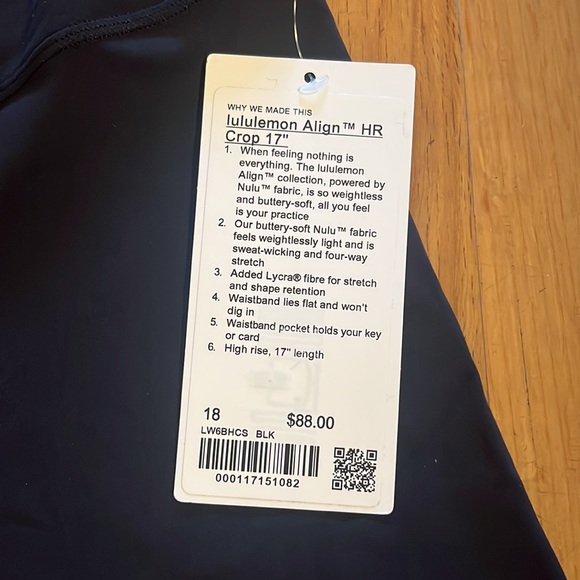 WHY WE MADE THIS
lululemon Align™ HR
Crop 17"
1. When feeling nothing is
everything. The lululemon
Align™ collection, powered by
Nulu™ fabric, is so weightless
and buttery-soft, all you feel
is your practice
2. Our buttery-soft Nulu™ fabric
feels weightlessly light and is
sweat-wicking and four-way
stretch
3. Added Lycra® fibre for stretch
and shape retention
4. Waistband lies flat and won't
dig in
5. Waistband pocket holds your key
or card
6. High rise, 17" length
18 $88.00
LW6BHCS BLK
000117151082